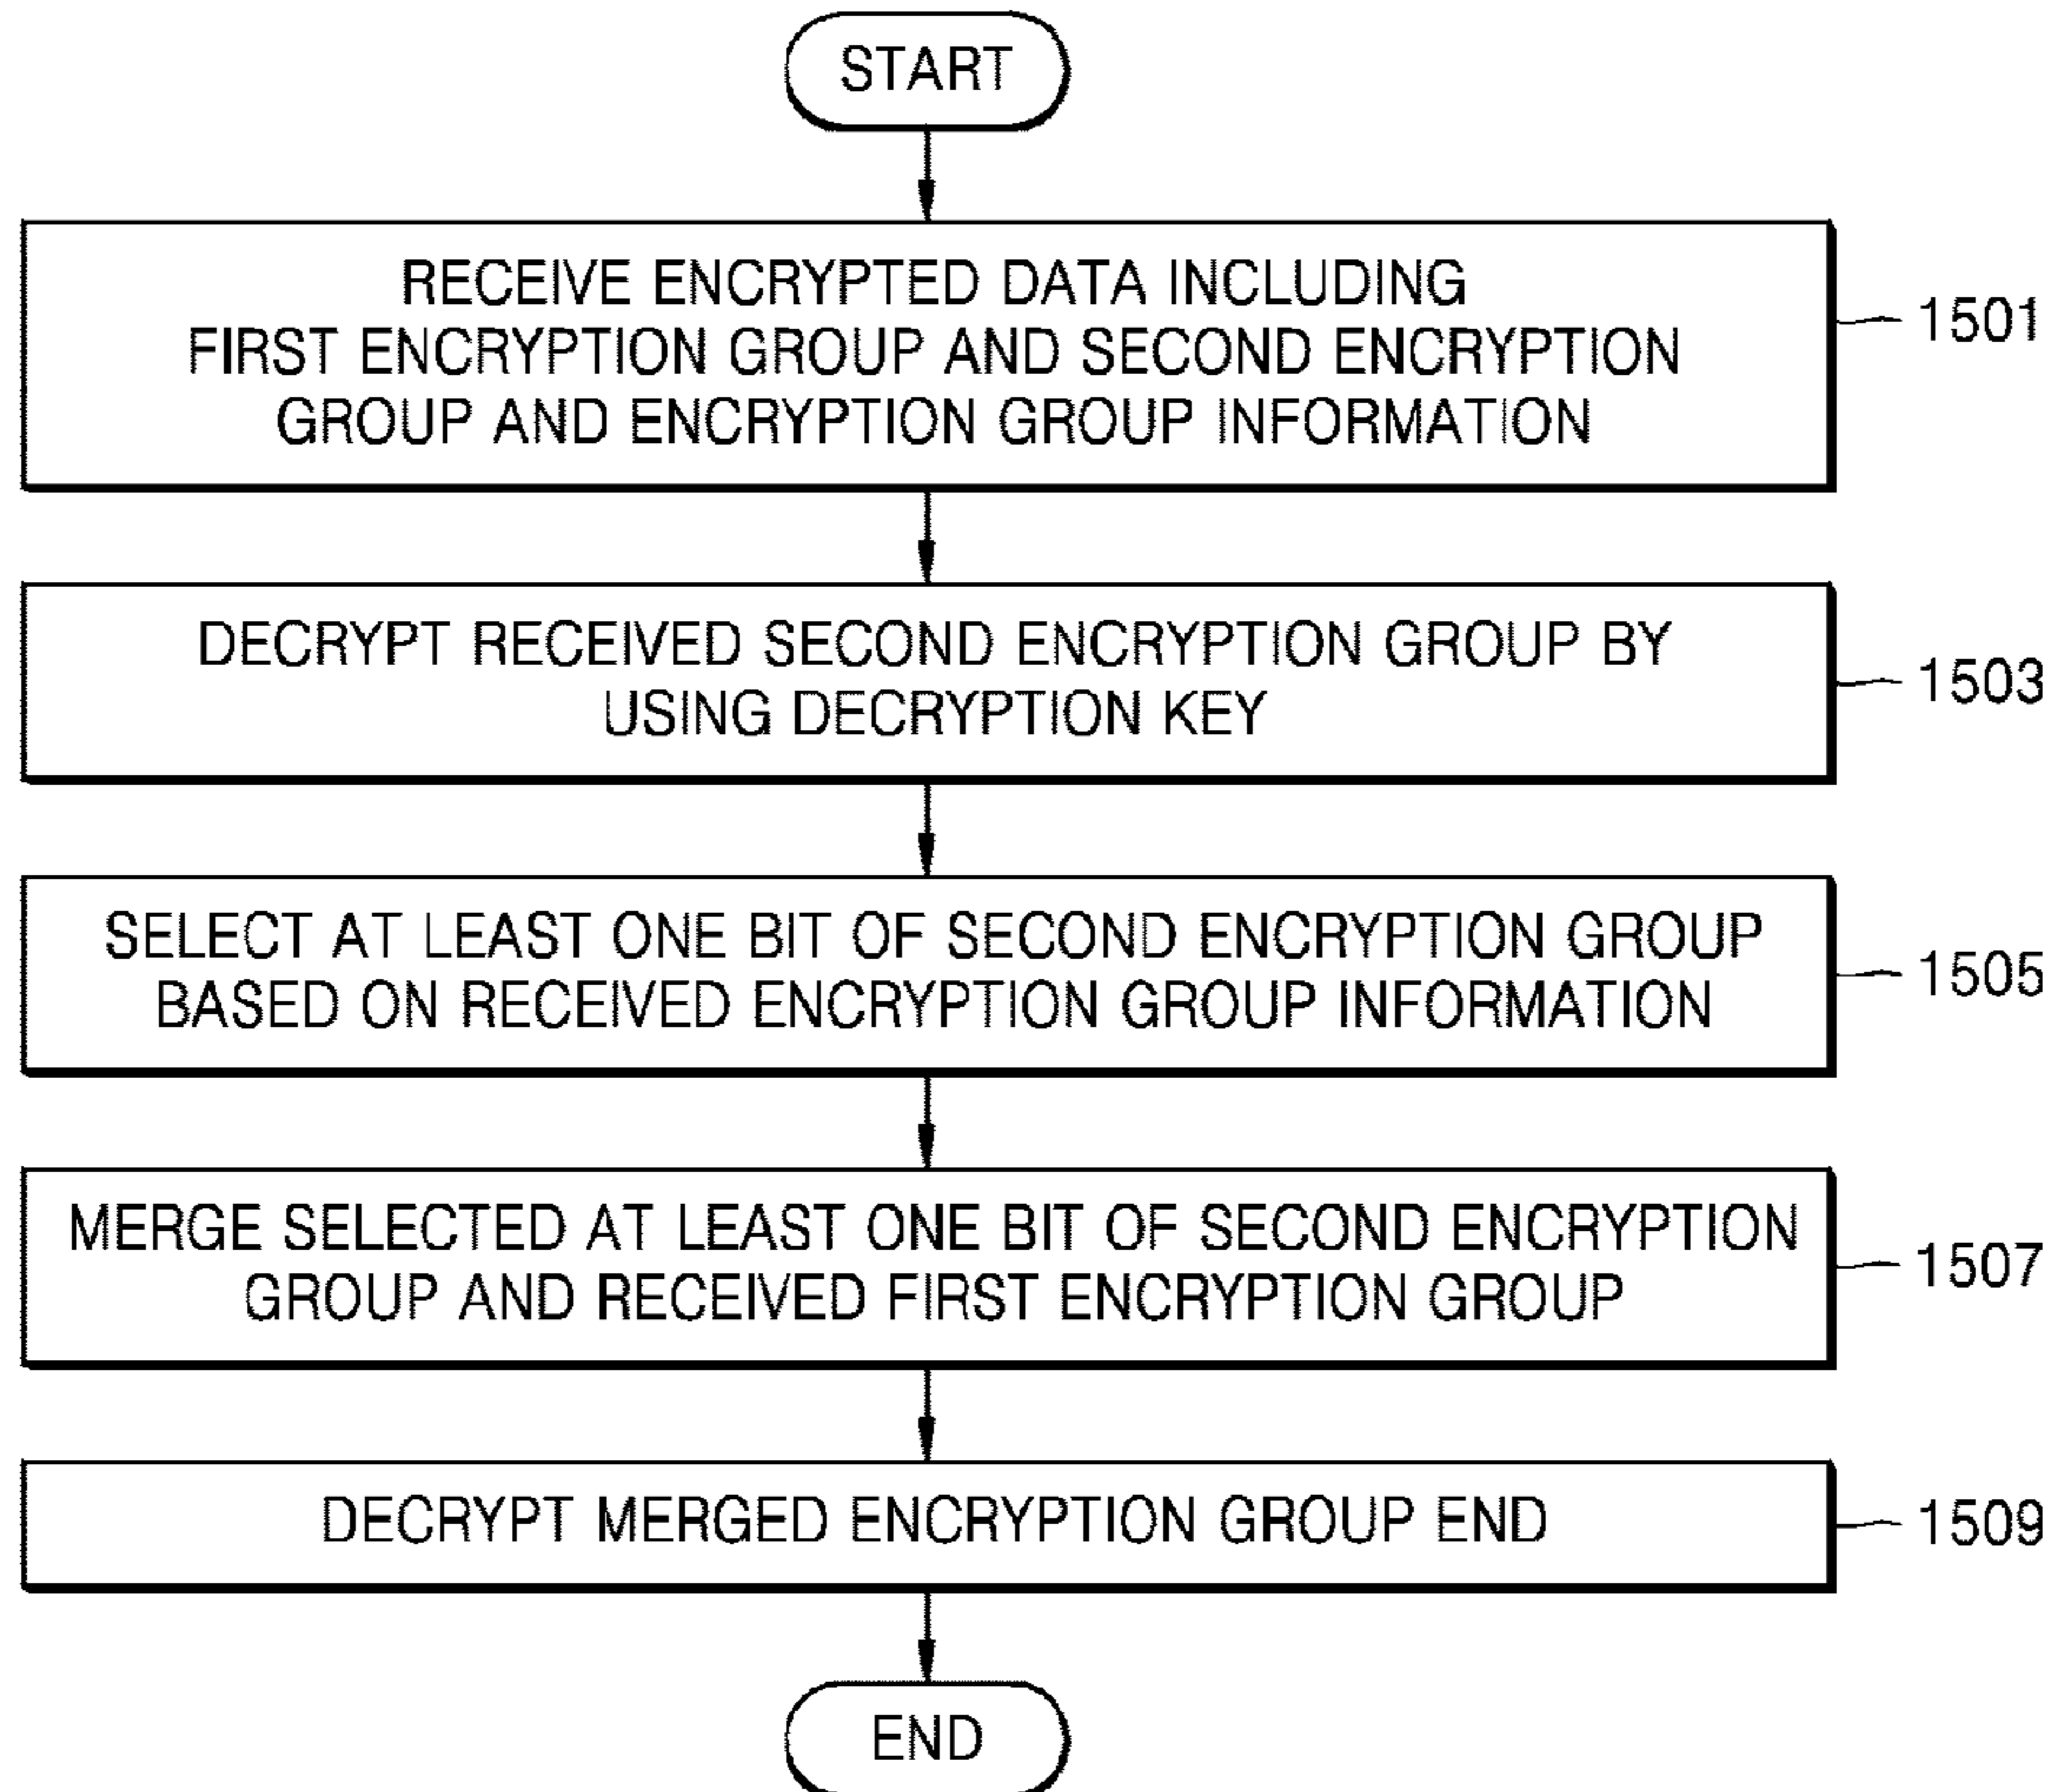 START
RECEIVE ENCRYPTED DATA INCLUDING
FIRST ENCRYPTION GROUP AND SECOND ENCRYPTION
GROUP AND ENCRYPTION GROUP INFORMATION
1501
DECRYPT RECEIVED SECOND ENCRYPTION GROUP BY
USING DECRYPTION KEY
1503
SELECT AT LEAST ONE BIT OF SECOND ENCRYPTION GROUP
BASED ON RECEIVED ENCRYPTION GROUP INFORMATION
1505
MERGE SELECTED AT LEAST ONE BIT OF SECOND ENCRYPTION
GROUP AND RECEIVED FIRST ENCRYPTION GROUP
1507
DECRYPT MERGED ENCRYPTION GROUP END
1509
END